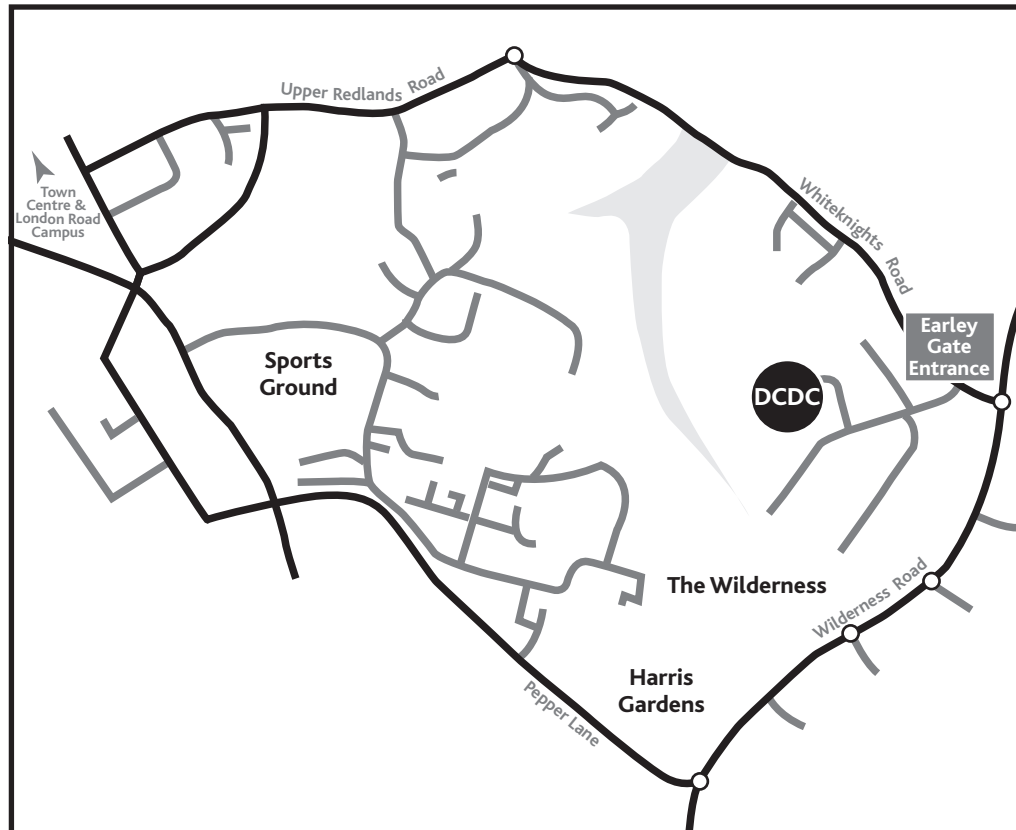 Upper Redlands Road
Town
Centre &
London Road
Campus
Whiteknights Road
Earley
Gate
Entrance
Sports
Ground
DCDC
The Wilderness
Wilderness Road
Harris
Gardens
Pepper Lane